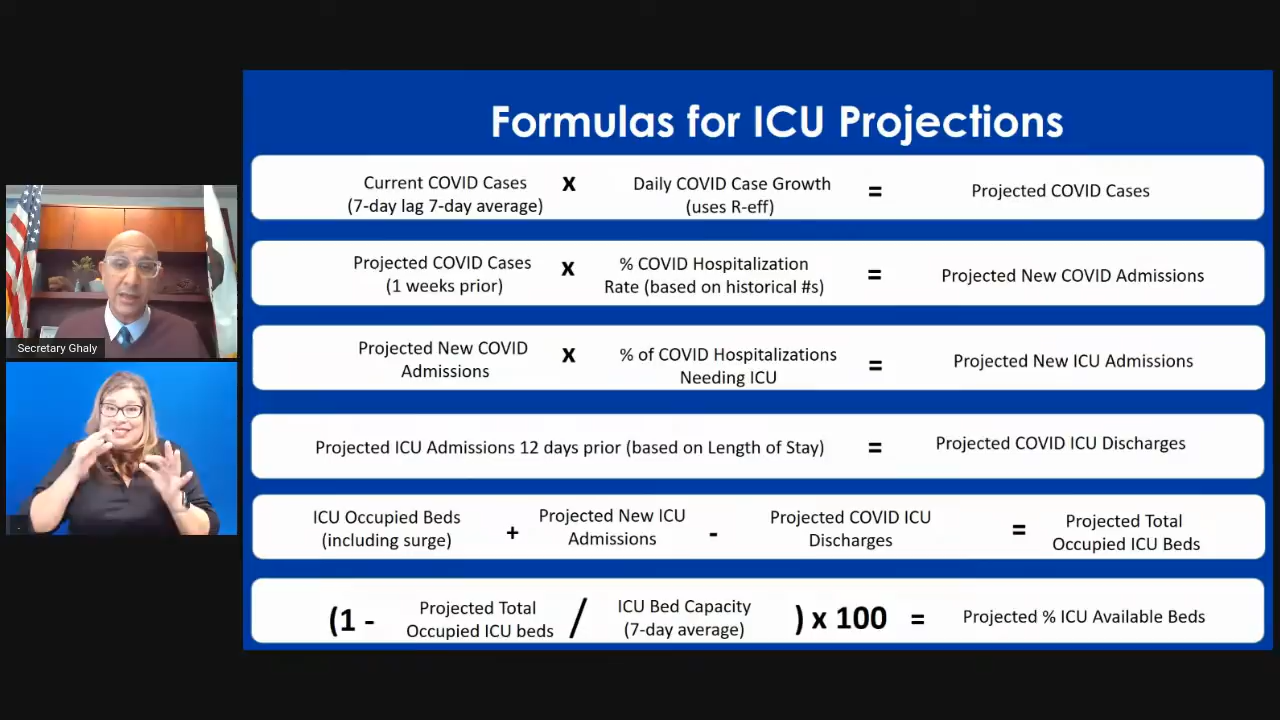 Formulas for ICU Projections
Current COVID Cases
(7-day lag 7-day average)
x
Daily COVID Case Growth
(uses R-eff)
=
Projected COVID Cases
Projected COVID Cases
(1 weeks prior)
x
% COVID Hospitalization
Rate (based on historical #s)
=
Projected New COVID Admissions
Projected New COVID
Admissions
x
% of COVID Hospitalizations
Needing ICU
=
Projected New ICU Admissions
Projected ICU Admissions 12 days prior (based on Length of Stay)
=
Projected COVID ICU Discharges
ICU Occupied Beds
(including surge)
+
Projected New ICU
Admissions
-
Projected COVID ICU
Discharges
=
Projected Total
Occupied ICU Beds
(1 -
Projected Total
Occupied ICU beds
/
ICU Bed Capacity
(7-day average)
) x 100
=
Projected % ICU Available Beds
Secretary Ghaly